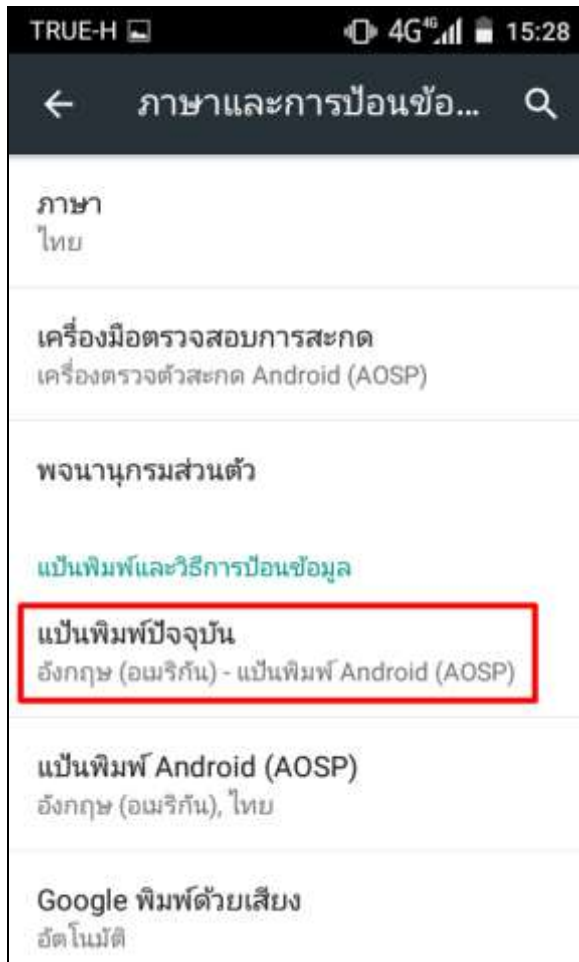 TRUE-H 4G 4G 15:28
ภาษาและการป้อนข้อ...
ภาษา
ไทย
เครื่องมือตรวจสอบการสะกด
เครื่องตรวจตัวสะกด Android (AOSP)
พจนานุกรมส่วนตัว
แป้นพิมพ์และวิธีการป้อนข้อมูล
แป้นพิมพ์ปัจจุบัน
อังกฤษ (อเมริกัน) - แป้นพิมพ์ Android (AOSP)
แป้นพิมพ์ Android (AOSP)
อังกฤษ (อเมริกัน), ไทย
Google พิมพ์ด้วยเสียง
อัตโนมัติ